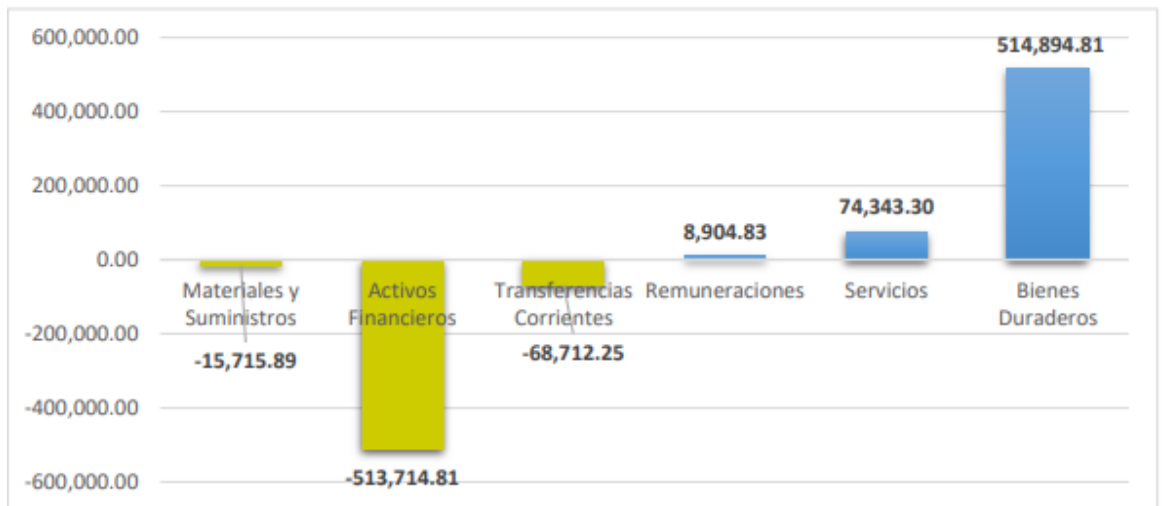 600,000.00
514,894.81
400,000.00
200,000.00
74,343.30
8,904.83
0.00
Materiales y
Suministros
Activos
Financieros
Transferencias
Corrientes
Remuneraciones
Servicios
Bienes
Duraderos
-200,000.00
-15,715.89
-68,712.25
-400,000.00
-513,714.81
-600,000.00